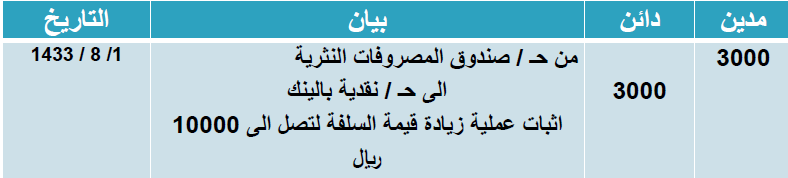 مدين دائن بيان التاريخ
3000 من حـ / صندوق المصروفات النثرية 1/ 8 / 1433
3000 الى حـ / نقدية بالينك
اثبات عملية زيادة قيمة السلفة لتصل الى 10000
ريال